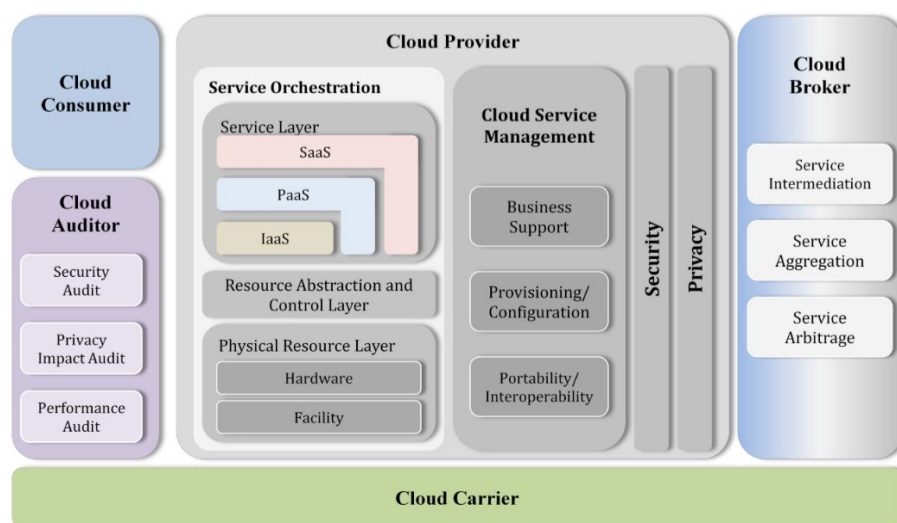 Cloud
Consumer
Cloud
Auditor
Security
Audit
Privacy
Impact Audit
Performance
Audit
Cloud Provider
Service Orchestration
Service Layer
SaaS
PaaS
IaaS
Resource Abstraction and
Control Layer
Physical Resource Layer
Hardware
Facility
Cloud Service
Management
Business
Support
Provisioning/
Configuration
Portability/
Interoperability
Security
Privacy
Cloud
Broker
Service
Intermediation
Service
Aggregation
Service
Arbitrage
Cloud Carrier